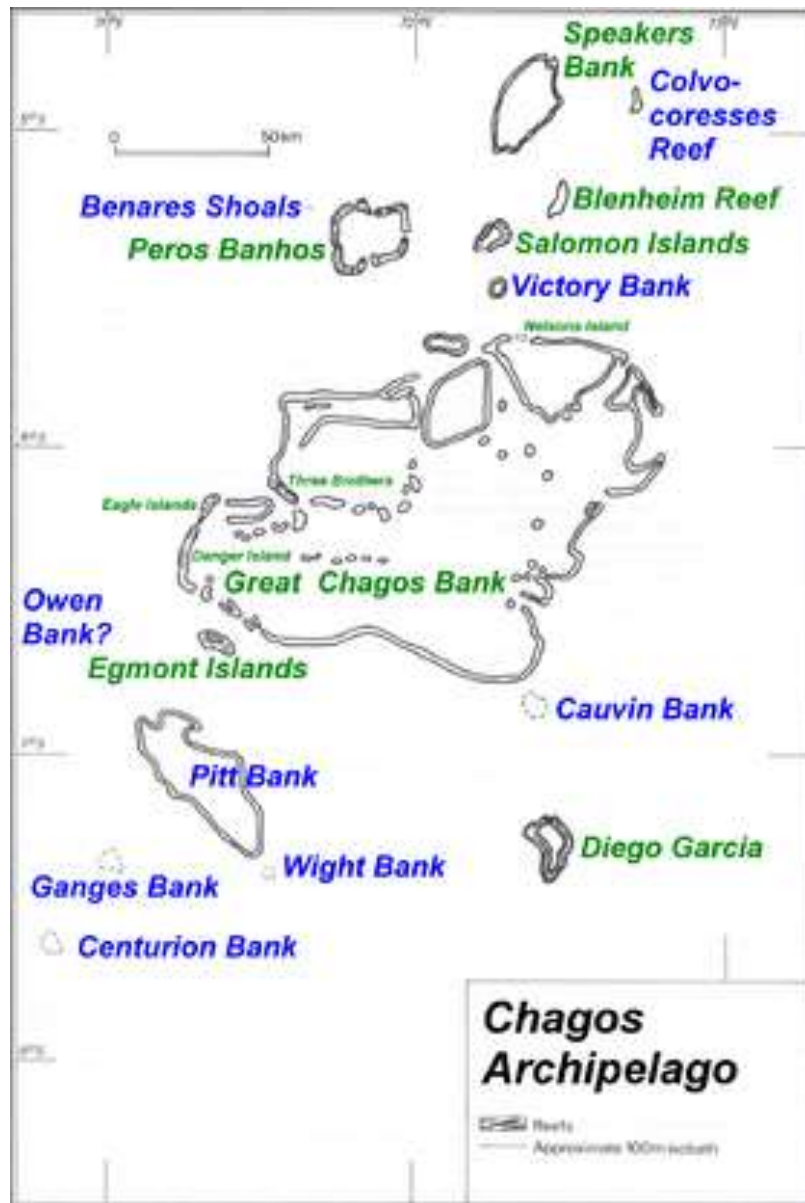 Speakers
Bank
Colvo-
coresses
Reef
0
50km
Benares Shoals
Blenheim Reef
Peros Banhos
Salomon Islands
Victory Bank
Nelsons Island
Three Brothers
Eagle Islands
Danger Island
Great Chagos Bank
Owen
Bank?
Egmont Islands
Cauvin Bank
Pitt Bank
Diego Garcia
Wight Bank
Ganges Bank
Centurion Bank
Chagos
Archipelago
Reefs
Approximate 100m isobath